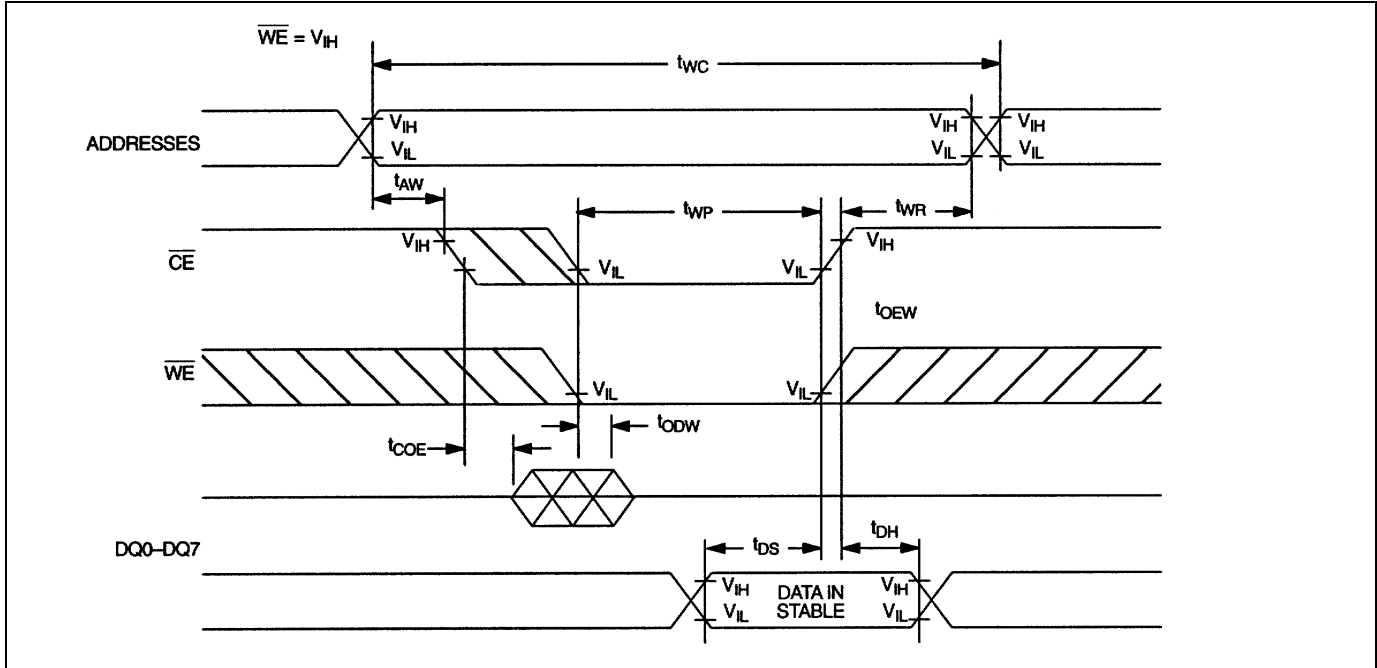 WE = VIH
tWC
ADDRESSES
VIH
VIL
VIH
VIL
VIH
VIL
tAW
tWP
tWR
CE
VIH
VIL
VIL
VIH
tOEW
WE
VIL
VIL
tCOE
tODW
DQ0–DQ7
tDS
tDH
VIH
VIL
DATA IN
STABLE
VIH
VIL